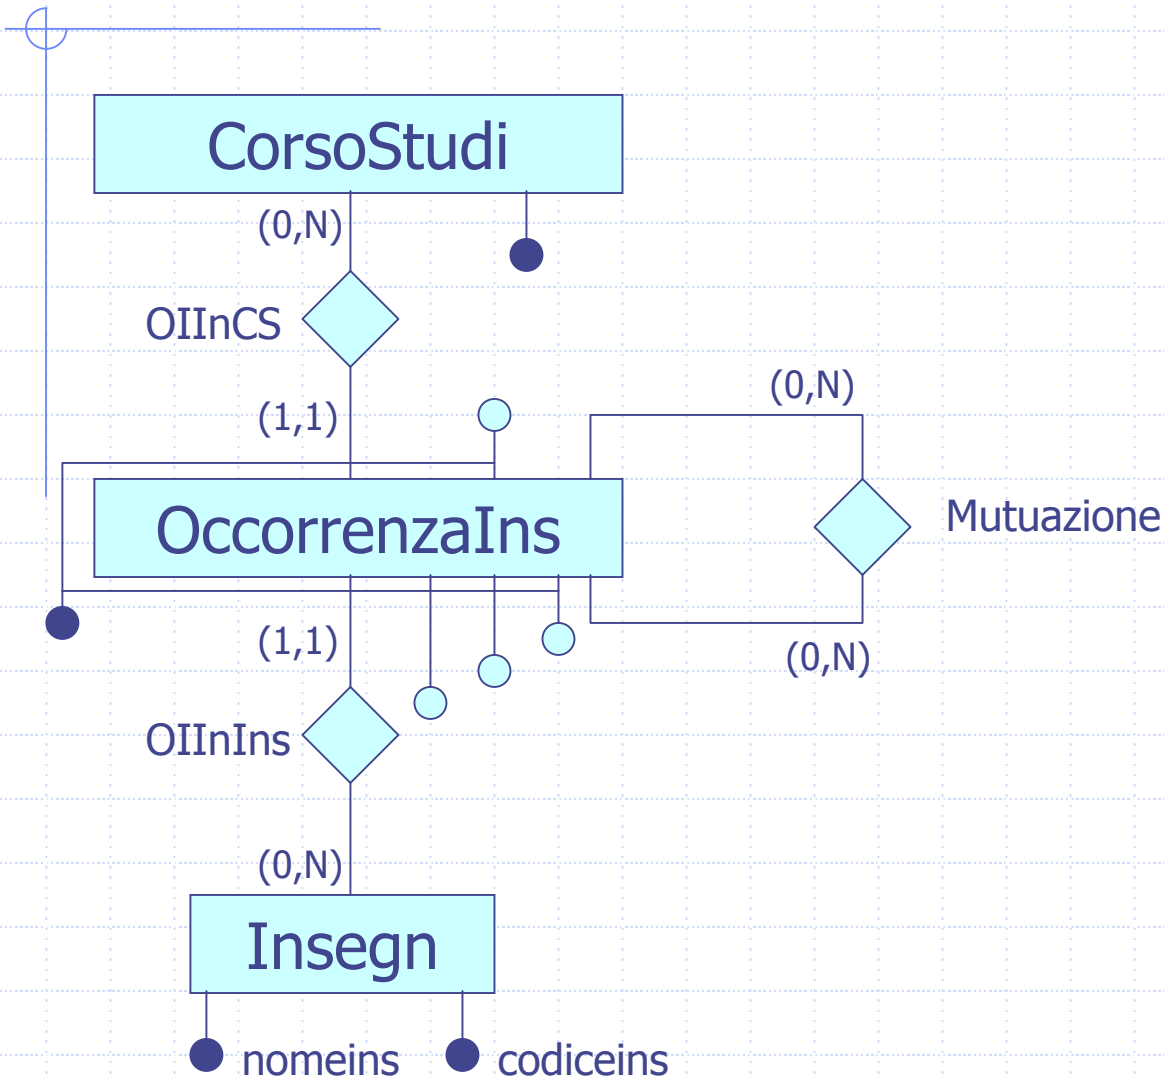 CorsoStudi
(0,N)
OIInCS
(1,1)
(0,N)
OccorrenzaIns
Mutuazione
(1,1)
(0,N)
OIInIns
(0,N)
Insegn
nomeins
codiceins